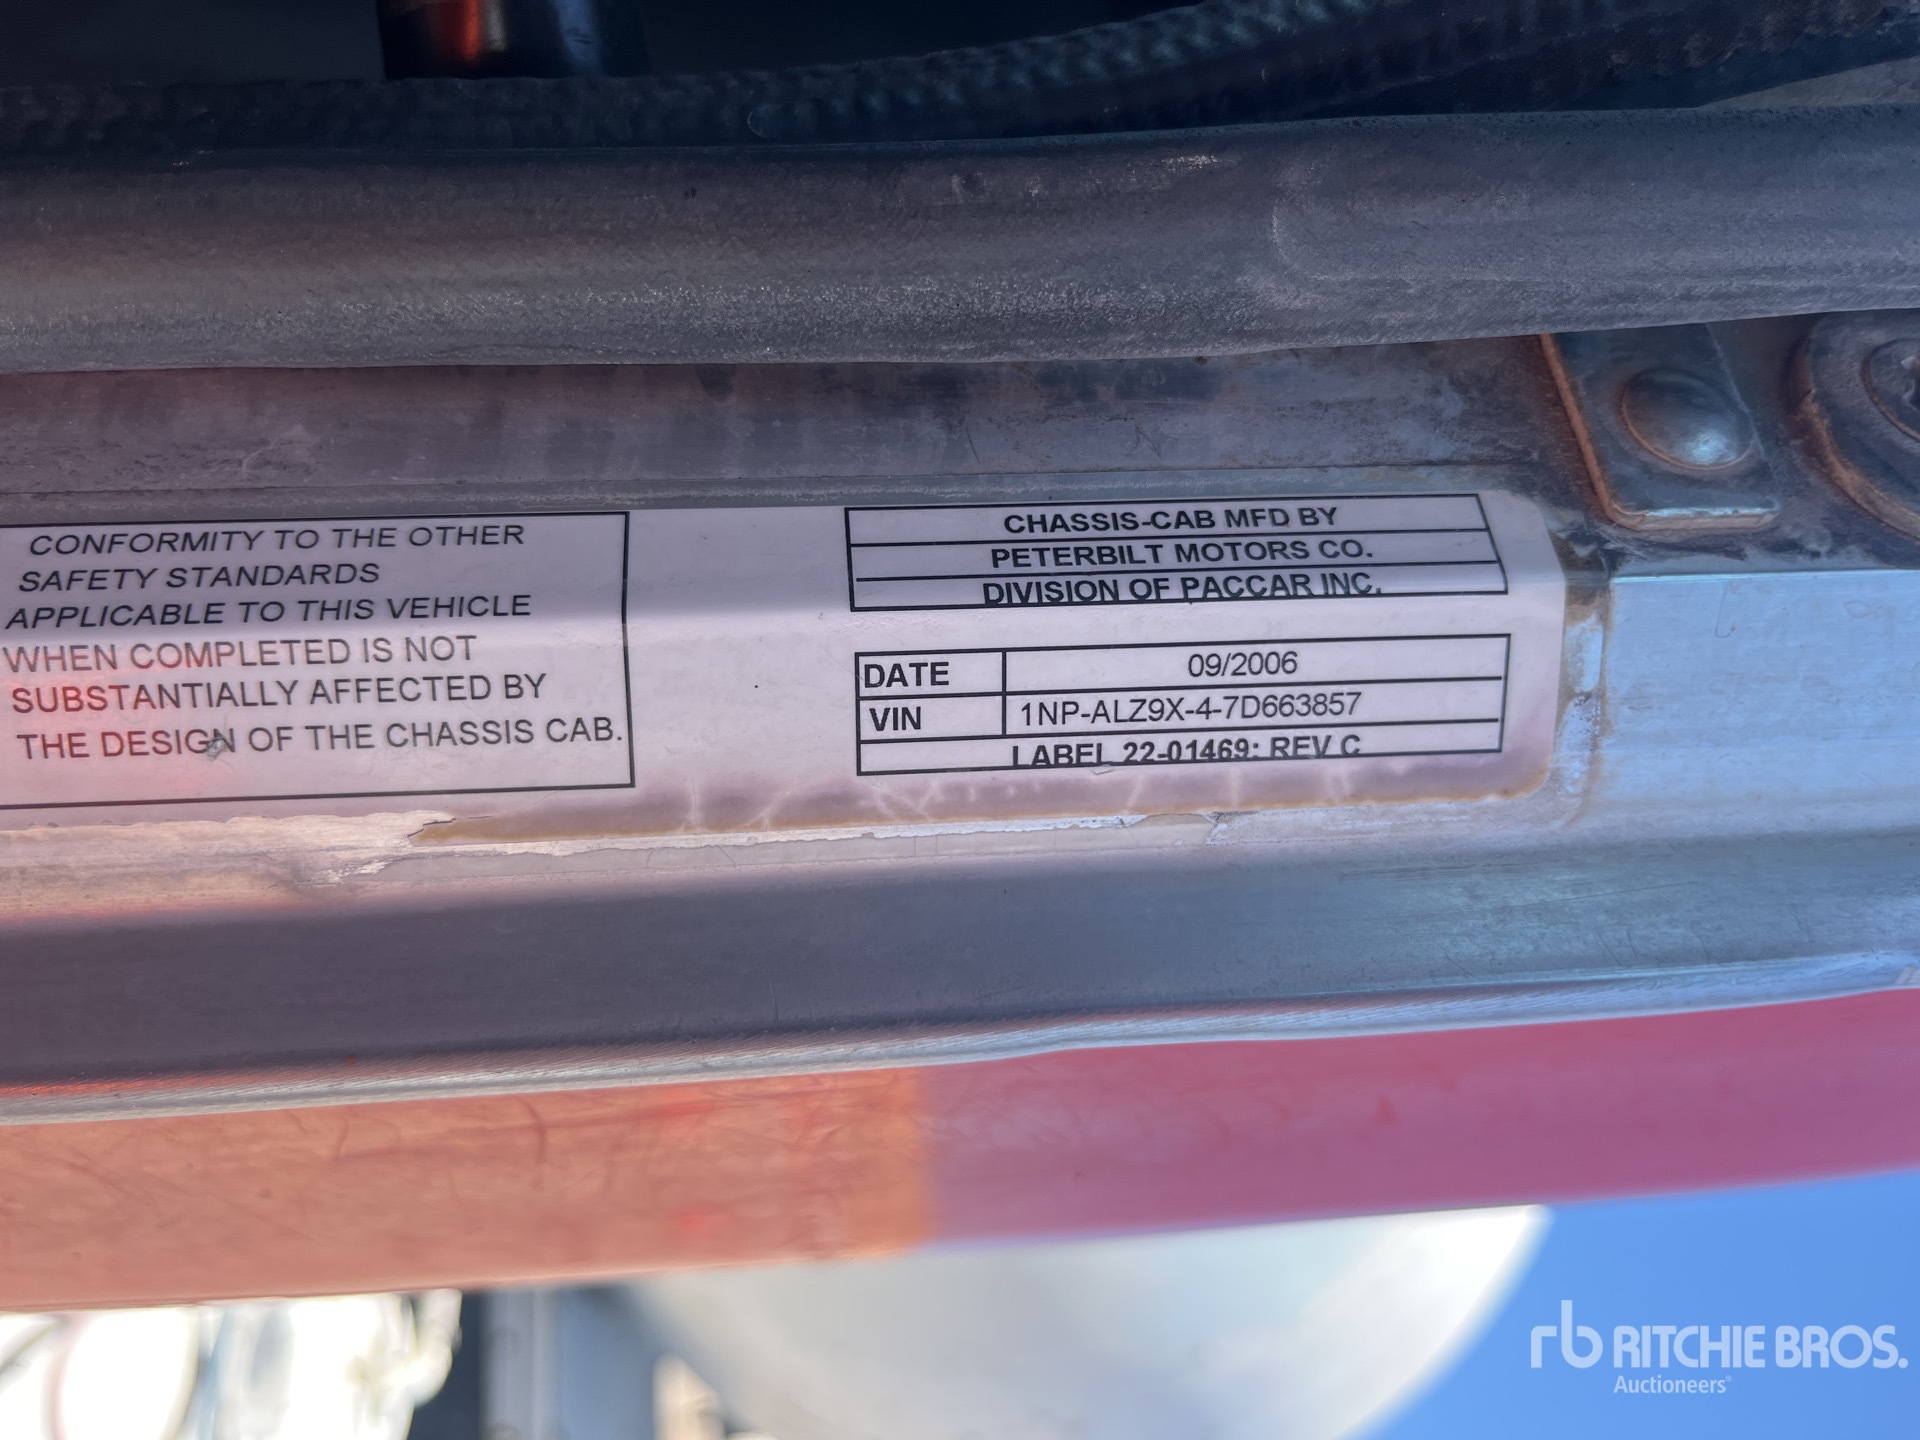 CONFORMITY TO THE OTHER
SAFETY STANDARDS
APPLICABLE TO THIS VEHICLE
WHEN COMPLETED IS NOT
SUBSTANTIALLY AFFECTED BY
THE DESIGN OF THE CHASSIS CAB.
CHASSIS-CAB MFD BY
PETERBILT MOTORS CO.
DIVISION OF PACCAR INC.
DATE 09/2006
VIN 1NP-ALZ9X-4-7D663857
LABEL 22-01469: REV C
rb RITCHIE BROS.
Auctioneers